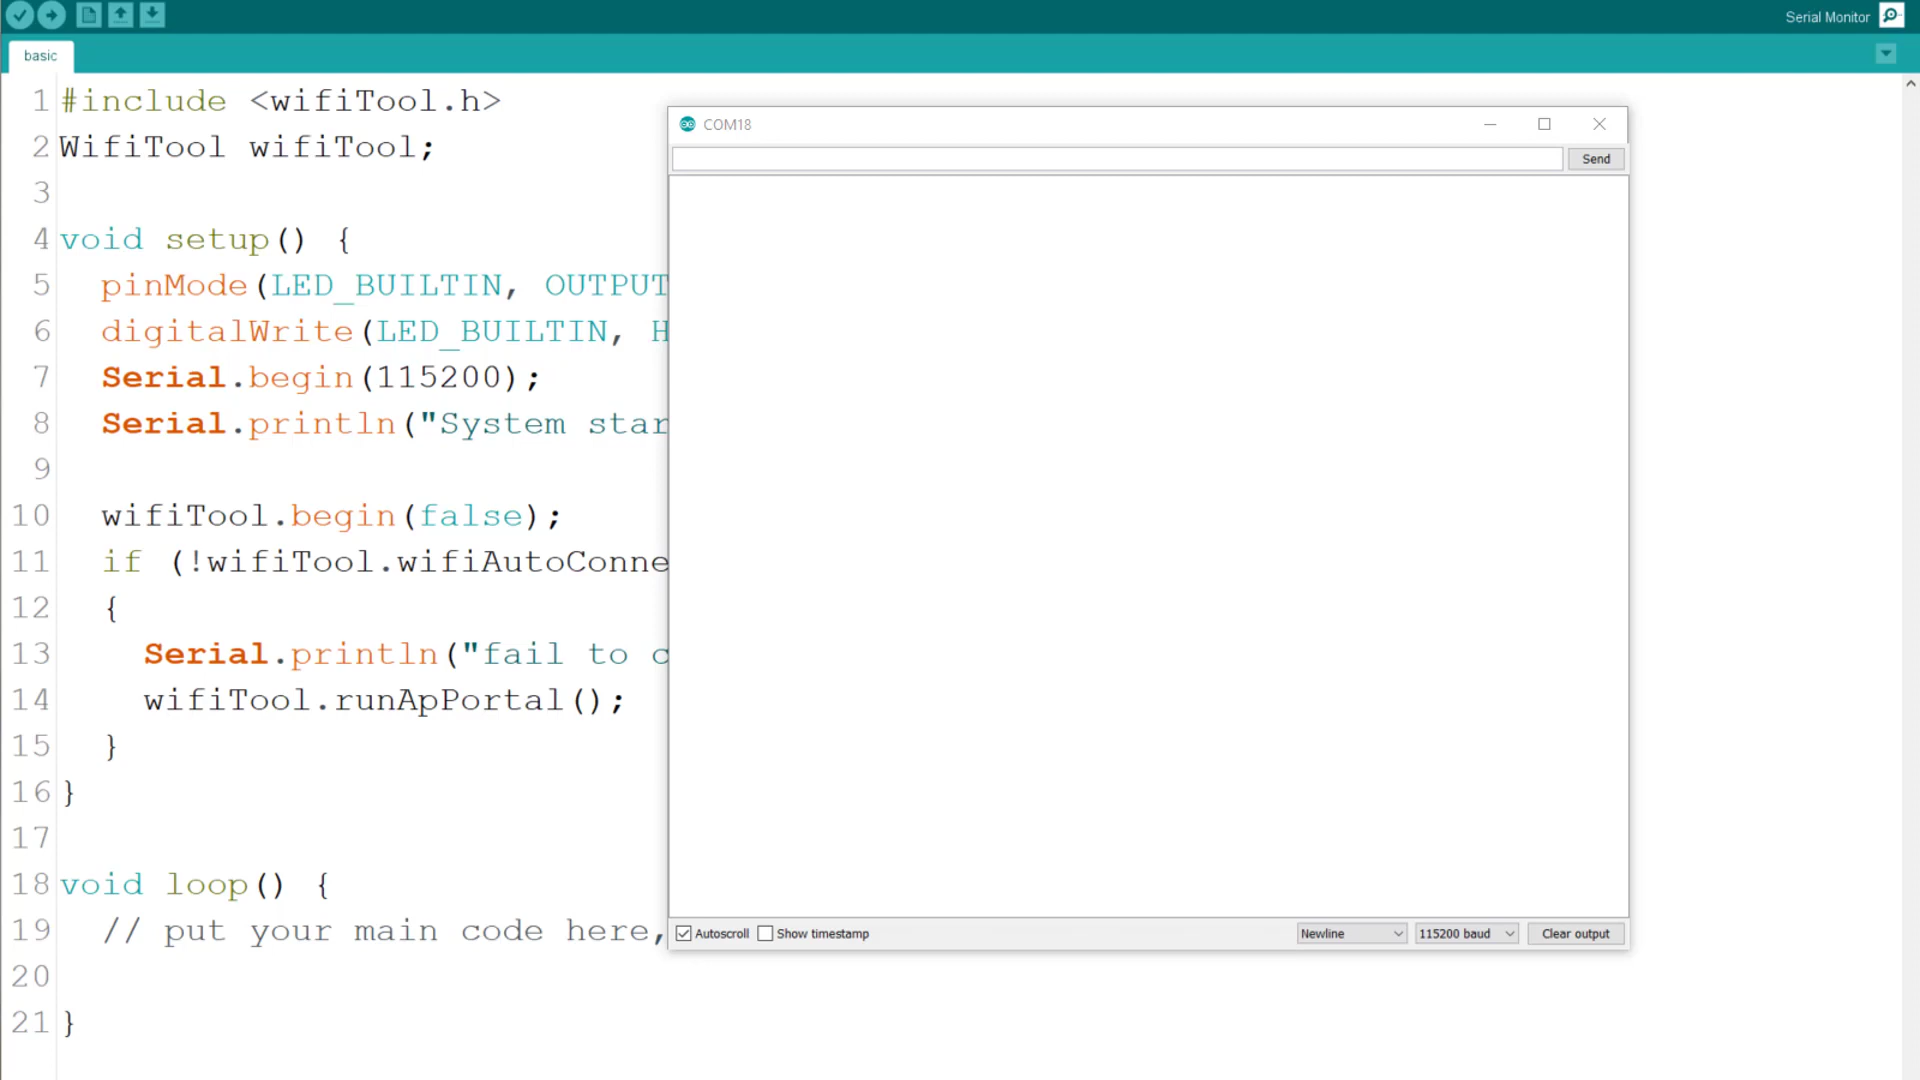 Serial Monitor
basic
1 #include <wifiTool.h>
2 WifiTool wifiTool;
3
4 void setup() {
5 pinMode(LED_BUILTIN, OUTPUT
6 digitalWrite(LED_BUILTIN, H
7 Serial.begin(115200);
8 Serial.println("System star
9
10 wifiTool.begin(false);
11 if (!wifiTool.wifiAutoConne
12 {
13 Serial.println("fail to c
14 wifiTool.runApPortal();
15 }
16 }
17
18 void loop() {
19 // put your main code here,
20
21 }
COM18
Send
Autoscroll Show timestamp Newline 115200 baud Clear output